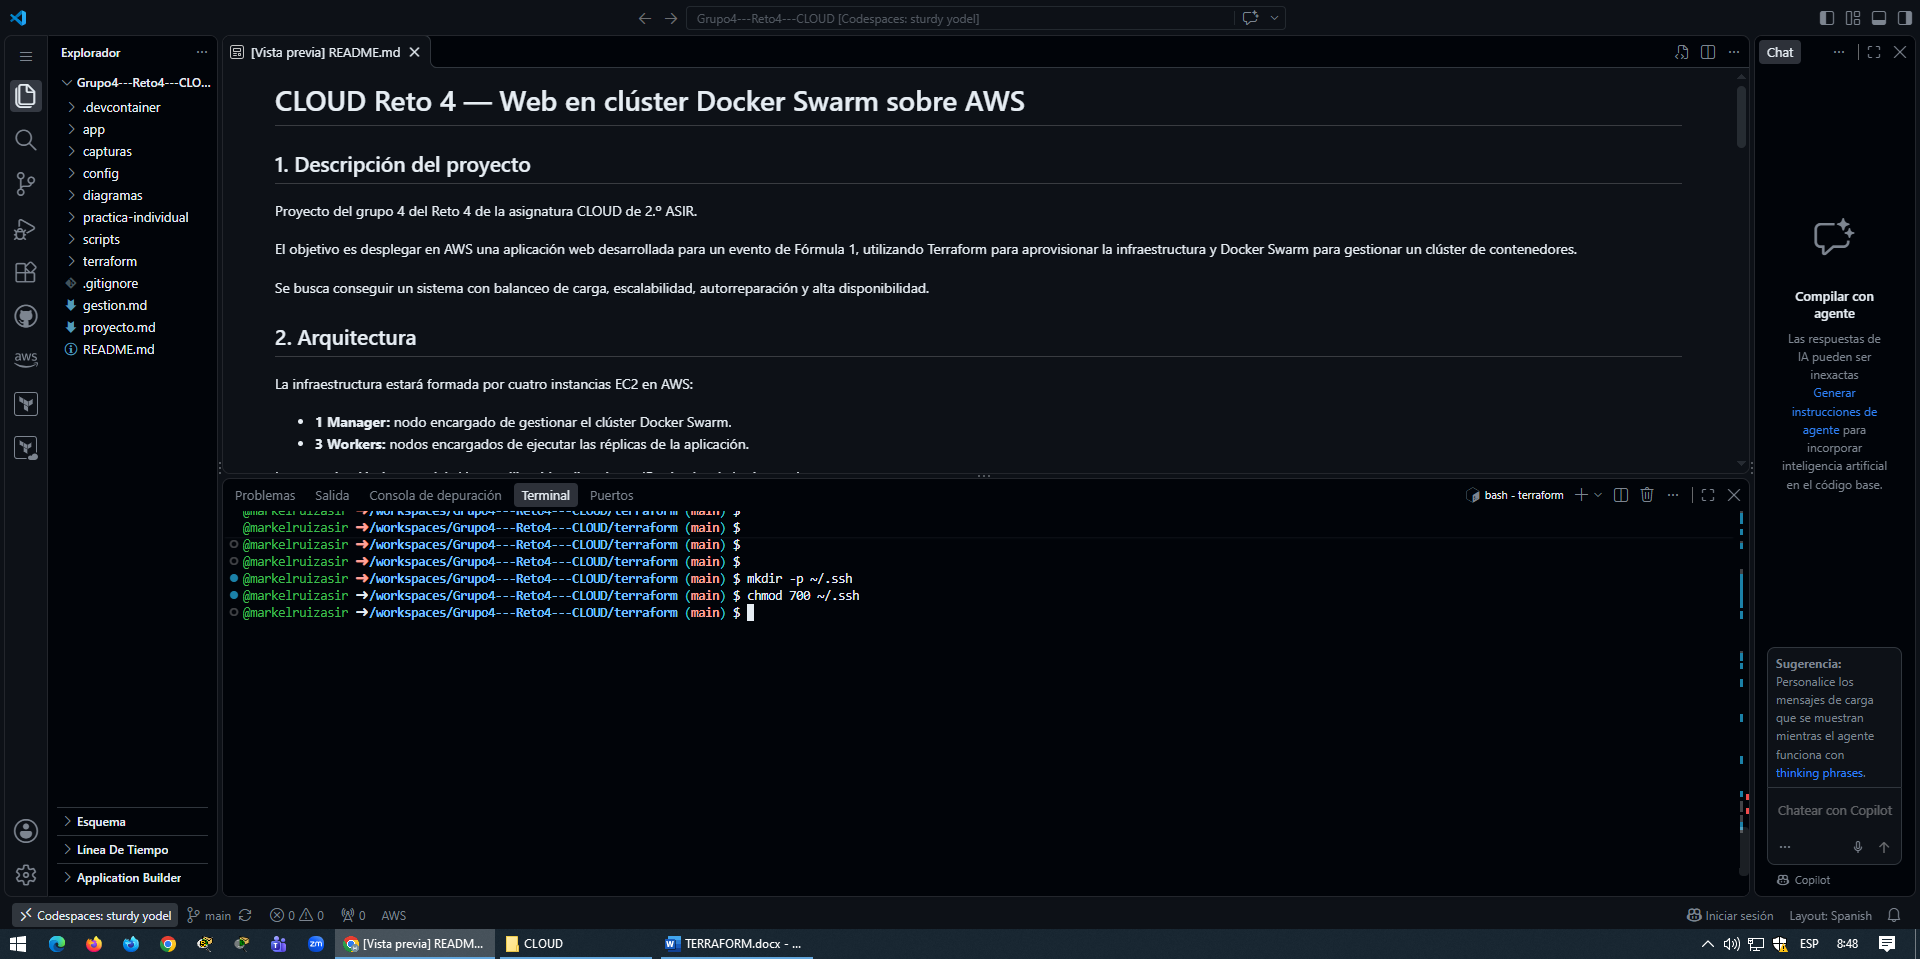 Grupo4---Reto4---CLOUD [Codespaces: sturdy yodel]
Explorador
Grupo4---Reto4---CLO...
.devcontainer
app
capturas
config
diagramas
practica-individual
scripts
terraform
.gitignore
gestion.md
proyecto.md
README.md
aws
Esquema
Línea De Tiempo
Application Builder
[Vista previa] README.md
CLOUD Reto 4 — Web en clúster Docker Swarm sobre AWS
1. Descripción del proyecto
Proyecto del grupo 4 del Reto 4 de la asignatura CLOUD de 2.º ASIR.
El objetivo es desplegar en AWS una aplicación web desarrollada para un evento de Fórmula 1, utilizando Terraform para aprovisionar la infraestructura y Docker Swarm para gestionar un clúster de contenedores.
Se busca conseguir un sistema con balanceo de carga, escalabilidad, autorreparación y alta disponibilidad.
2. Arquitectura
La infraestructura estará formada por cuatro instancias EC2 en AWS:
• 1 Manager: nodo encargado de gestionar el clúster Docker Swarm.
• 3 Workers: nodos encargados de ejecutar las réplicas de la aplicación.
Problemas Salida Consola de depuración Terminal Puertos
bash - terraform
@markelruizasir ➜/workspaces/Grupo4---Reto4---CLOUD/terraform (main) $
@markelruizasir ➜/workspaces/Grupo4---Reto4---CLOUD/terraform (main) $
@markelruizasir ➜/workspaces/Grupo4---Reto4---CLOUD/terraform (main) $
@markelruizasir ➜/workspaces/Grupo4---Reto4---CLOUD/terraform (main) $
@markelruizasir ➜/workspaces/Grupo4---Reto4---CLOUD/terraform (main) $ mkdir -p ~/.ssh
@markelruizasir ➜/workspaces/Grupo4---Reto4---CLOUD/terraform (main) $ chmod 700 ~/.ssh
@markelruizasir ➜/workspaces/Grupo4---Reto4---CLOUD/terraform (main) $
Chat
Compilar con
agente
Las respuestas de
IA pueden ser
inexactas
Generar
instrucciones de
agente para
incorporar
inteligencia artificial
en el código base.
Sugerencia:
Personalice los
mensajes de carga
que se muestran
mientras el agente
funciona con
thinking phrases.
Chatear con Copilot
Copilot
Codespaces: sturdy yodel main 0 0 0 AWS
Iniciar sesión Layout: Spanish
zm
[Vista previa] READM...
CLOUD
TERRAFORM.docx - ...
ESP
8:48